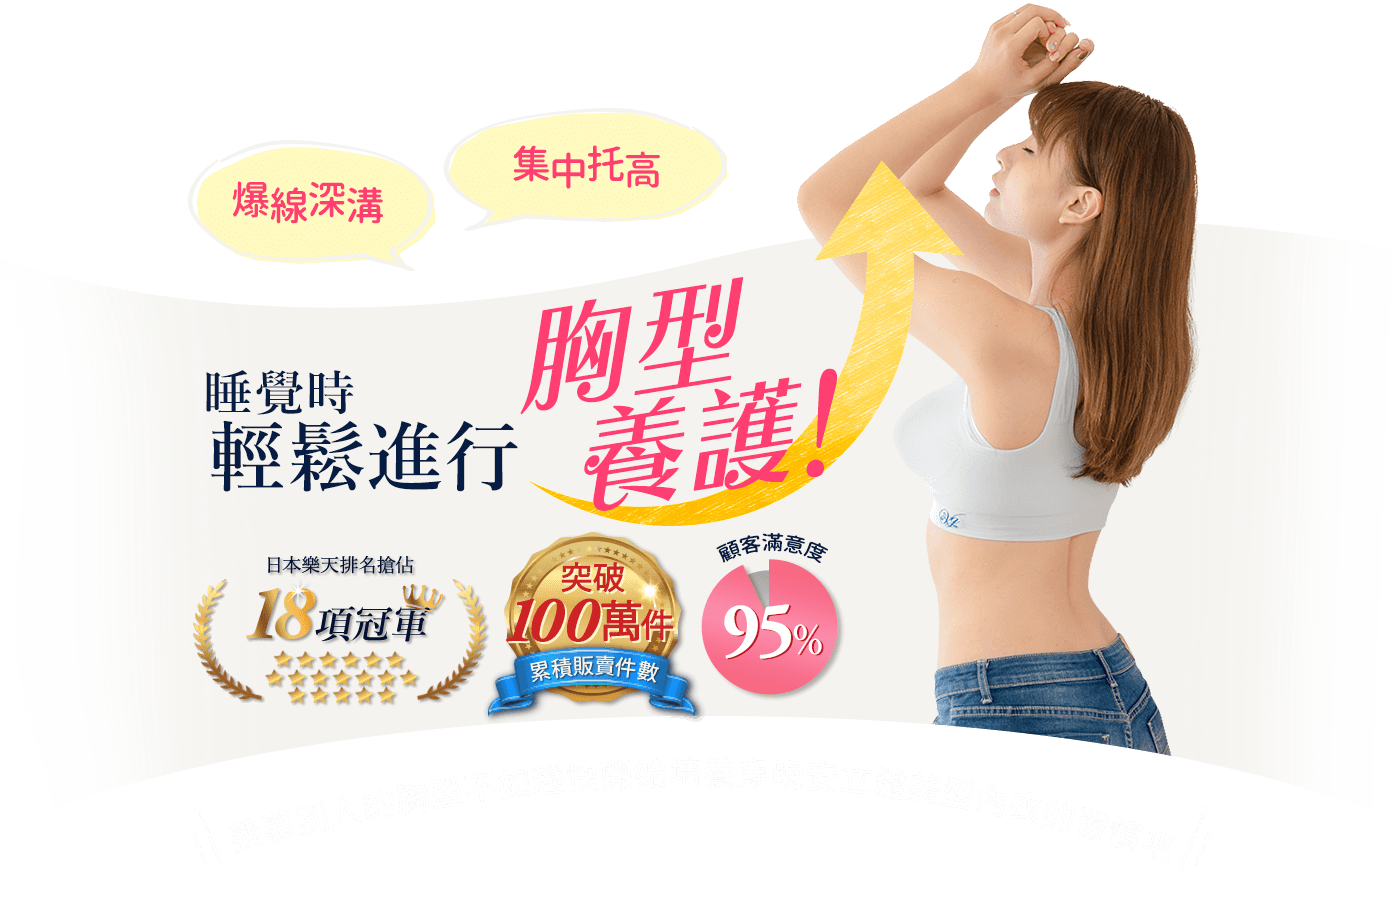 爆線深溝
集中托高
睡覺時
輕鬆進行
胸型
養護!
日本樂天排名搶佔
18項冠軍
突破
100萬件
累積販賣件數
顧客滿意度
95%